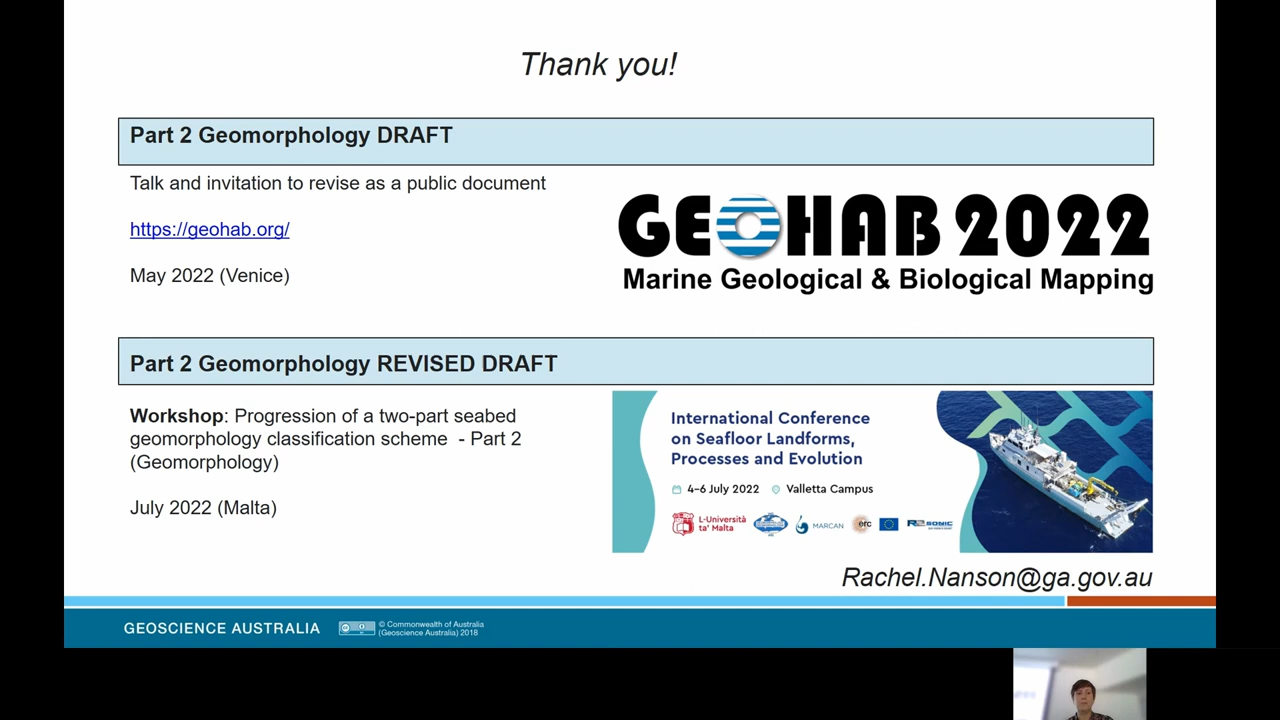 Thank you!
Part 2 Geomorphology DRAFT
Talk and invitation to revise as a public document
https://geohab.org/
May 2022 (Venice)
GEOHAB 2022
Marine Geological & Biological Mapping
Part 2 Geomorphology REVISED DRAFT
Workshop: Progression of a two-part seabed
geomorphology classification scheme - Part 2
(Geomorphology)
July 2022 (Malta)
International Conference
on Seafloor Landforms,
Processes and Evolution
4–6 July 2022 Valletta Campus
L-Università
ta' Malta
MARCAN
erc
R2SONIC
Rachel.Nanson@ga.gov.au
GEOSCIENCE AUSTRALIA
© Commonwealth of Australia
(Geoscience Australia) 2018